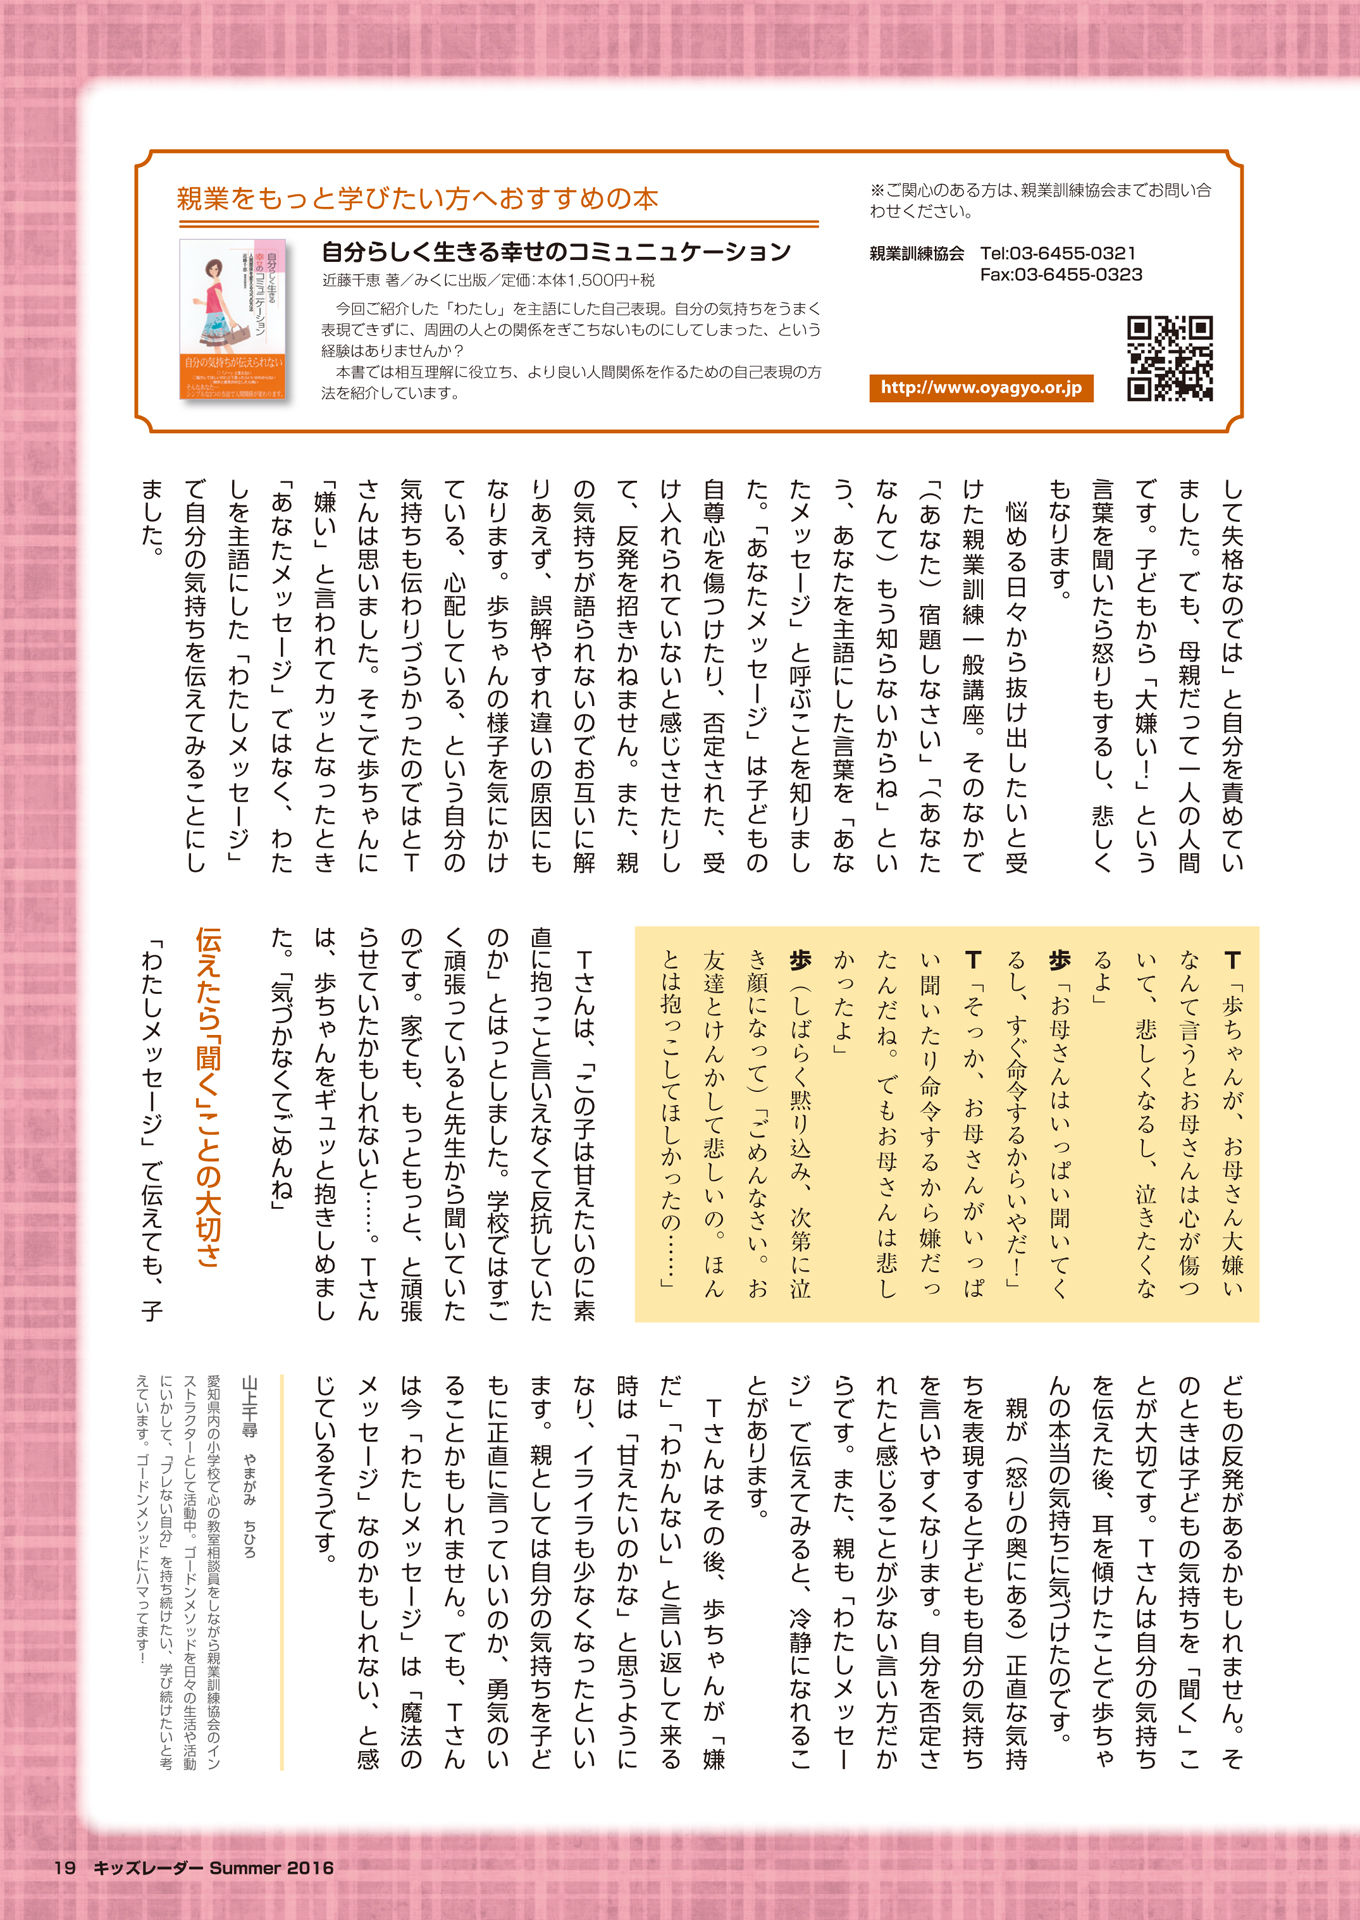 親業をもっと学びたい方へおすすめの本
自分らしく生きる幸せのコミュニュケーション
近藤千恵 著／みくに出版／定価：本体1,500円+税
　今回ご紹介した「わたし」を主語にした自己表現。自分の気持ちをうまく
表現できずに、周囲の人との関係をぎこちないものにしてしまった、という
経験はありませんか？
　本書では相互理解に役立ち、より良い人間関係を作るための自己表現の方
法を紹介しています。
自分らしく生きる
幸せのコミュニケーション
近藤千恵
自分の気持ちが伝えられない
そんなあなた…
※ご関心のある方は、親業訓練協会までお問い合
わせください。
親業訓練協会　Tel:03-6455-0321
Fax:03-6455-0323
http://www.oyagyo.or.jp
して失格なのでは」と自分を責めてい
ました。でも、母親だって一人の人間
です。子どもから「大嫌い！」という
言葉を聞いたら怒りもするし、悲しく
もなります。
　悩める日々から抜け出したいと受
けた親業訓練一般講座。そのなかで
「（あなた）宿題しなさい」「（あなた
なんて）もう知らないからね」とい
う、あなたを主語にした言葉を「あな
たメッセージ」と呼ぶことを知りまし
た。「あなたメッセージ」は子どもの
自尊心を傷つけたり、否定された、受
け入れられていないと感じさせたりし
て、反発を招きかねません。また、親
の気持ちが語られないのでお互いに解
りあえず、誤解やすれ違いの原因にも
なります。歩ちゃんの様子を気にかけ
ている、心配している、という自分の
気持ちも伝わりづらかったのではとT
さんは思いました。そこで歩ちゃんに
「嫌い」と言われてカッとなったとき
「あなたメッセージ」ではなく、わた
しを主語にした「わたしメッセージ」
で自分の気持ちを伝えてみることにし
ました。
T「歩ちゃんが、お母さん大嫌い
なんて言うとお母さんは心が傷つ
いて、悲しくなるし、泣きたくな
るよ」
歩「お母さんはいっぱい聞いてく
るし、すぐ命令するからいやだ！」
T「そっか、お母さんがいっぱ
い聞いたり命令するから嫌だっ
たんだね。でもお母さんは悲し
かったよ」
歩（しばらく黙り込み、次第に泣
き顔になって）「ごめんなさい。お
友達とけんかして悲しいの。ほん
とは抱っこしてほしかったの……」
　Tさんは、「この子は甘えたいのに素
直に抱っこと言いえなくて反抗していた
のか」とはっとしました。学校ではすご
く頑張っていると先生から聞いていた
のです。家でも、もっともっと、と頑張
らせていたかもしれないと……。Tさん
は、歩ちゃんをギュッと抱きしめまし
た。「気づかなくてごめんね」
伝えたら「聞く」ことの大切さ
「わたしメッセージ」で伝えても、子
どもの反発があるかもしれません。そ
のときは子どもの気持ちを「聞く」こ
とが大切です。Tさんは自分の気持ち
を伝えた後、耳を傾けたことで歩ちゃ
んの本当の気持ちに気づけたのです。
　親が（怒りの奥にある）正直な気持
ちを表現すると子どもも自分の気持ち
を言いやすくなります。自分を否定さ
れたと感じることが少ない言い方だか
らです。また、親も「わたしメッセー
ジ」で伝えてみると、冷静になれるこ
とがあります。
　Tさんはその後、歩ちゃんが「嫌
だ」「わかんない」と言い返して来る
時は「甘えたいのかな」と思うように
なり、イライラも少なくなったといい
ます。親としては自分の気持ちを子ど
もに正直に言っていいのか、勇気のい
ることかもしれません。でも、Tさん
は今「わたしメッセージ」は「魔法の
メッセージ」なのかもしれない、と感
じているそうです。
山上千尋　やまがみ　ちひろ
愛知県内の小学校で心の教室相談員をしながら親業訓練協会のイン
ストラクターとして活動中。ゴードンメソッドを日々の生活や活動
にいかして、「ブレない自分」を持ち続けたい、学び続けたいと考
えています。ゴードンメソッドにハマってます！
19　キッズレーダー Summer 2016